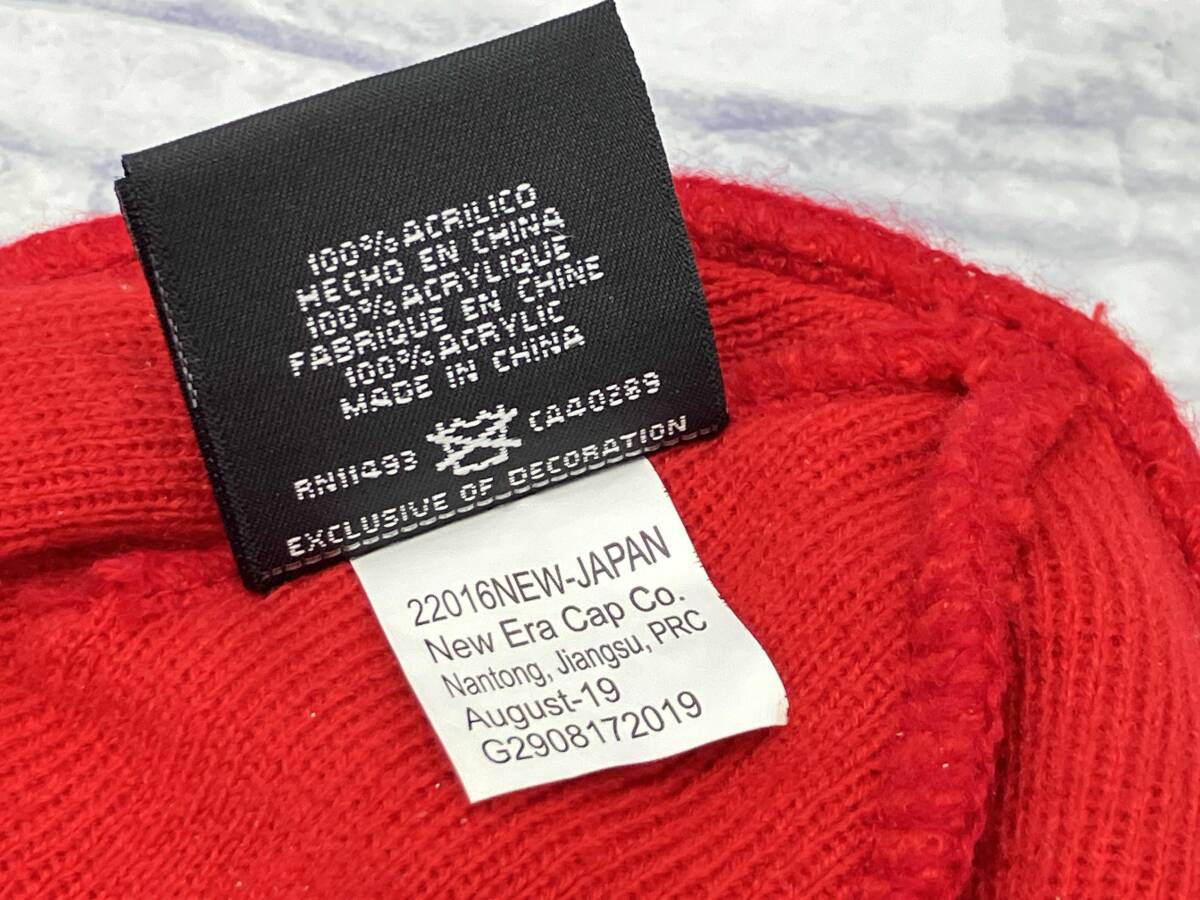 100% ACRILICO
HECHO EN CHINA
100% ACRYLIQUE
FABRIQUE EN CHINE
100% ACRYLIC
MADE IN CHINA
RN11493 CA40289
EXCLUSIVE OF DECORATION
22016NEW-JAPAN
New Era Cap Co.
Nantong, Jiangsu, PRC
August-19
G2908172019